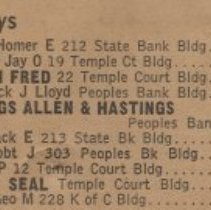 ys
Homer E 212 State Bank Bldg
Jay O 19 Temple Ct Bldg
FRED 22 Temple Court Bldg
ck J Lloyd Peoples Bank Bldg
GS ALLEN & HASTINGS
Peoples Ban
ck E 213 State Bk Bldg
obt J 303 Peoples Bk Bldg
P 12 Temple Court Bldg
SEAL Temple Court Bldg
eo M 228 K of C Bldg